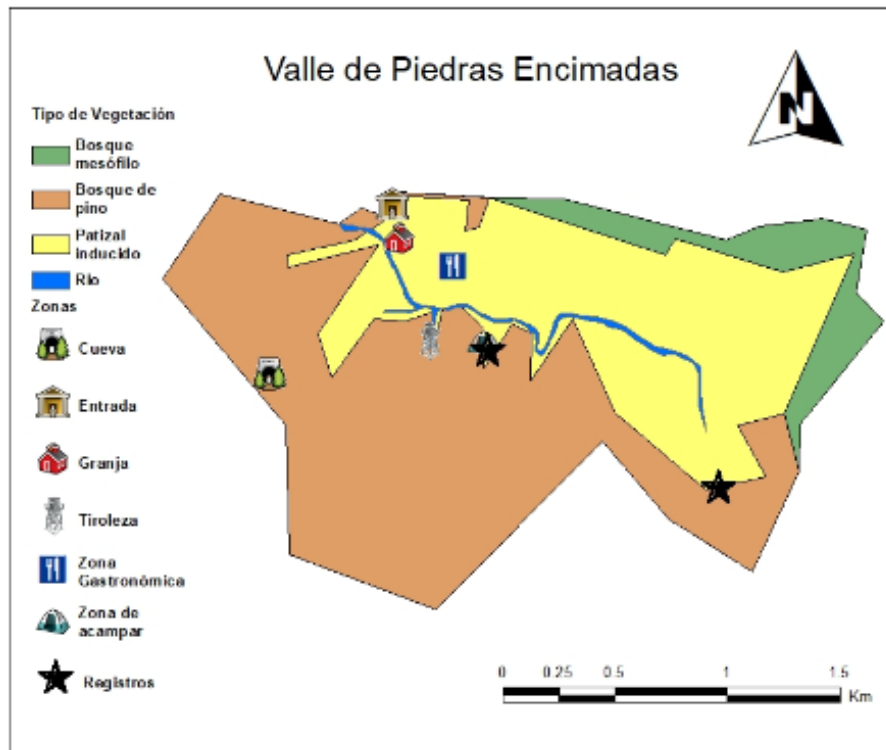 Valle de Piedras Encimadas
N
Tipo de Vegetación
Bosque
mesófilo
Bosque de
pino
Patizal
Inducido
Río
Zonas
Cueva
Entrada
Granja
Tiroleza
Zona
Gastronómica
Zona de
acampar
Registros
0 0.25 0.5 1 1.5
Km